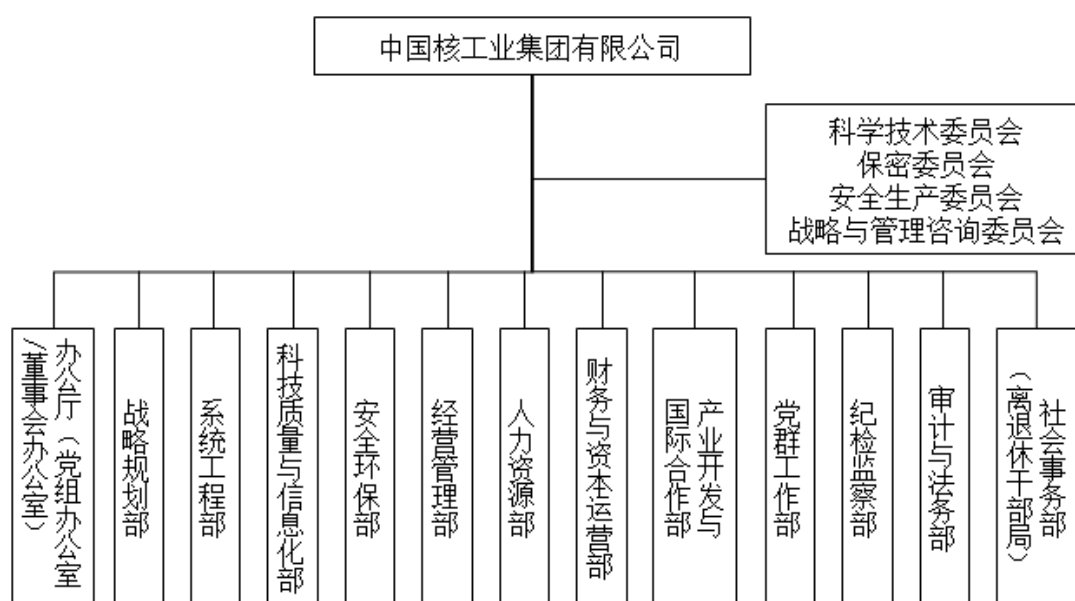 中国核工业集团有限公司
科学技术委员会
保密委员会
安全生产委员会
战略与管理咨询委员会
办公厅（党组办公室
/董事会办公室）
战略规划部
系统工程部
科技质量与信息化部
安全环保部
经营管理部
人力资源部
财务与资本运营部
产业开发与
国际合作部
党群工作部
纪检监察部
审计与法务部
社会事务部
（离退休干部局）